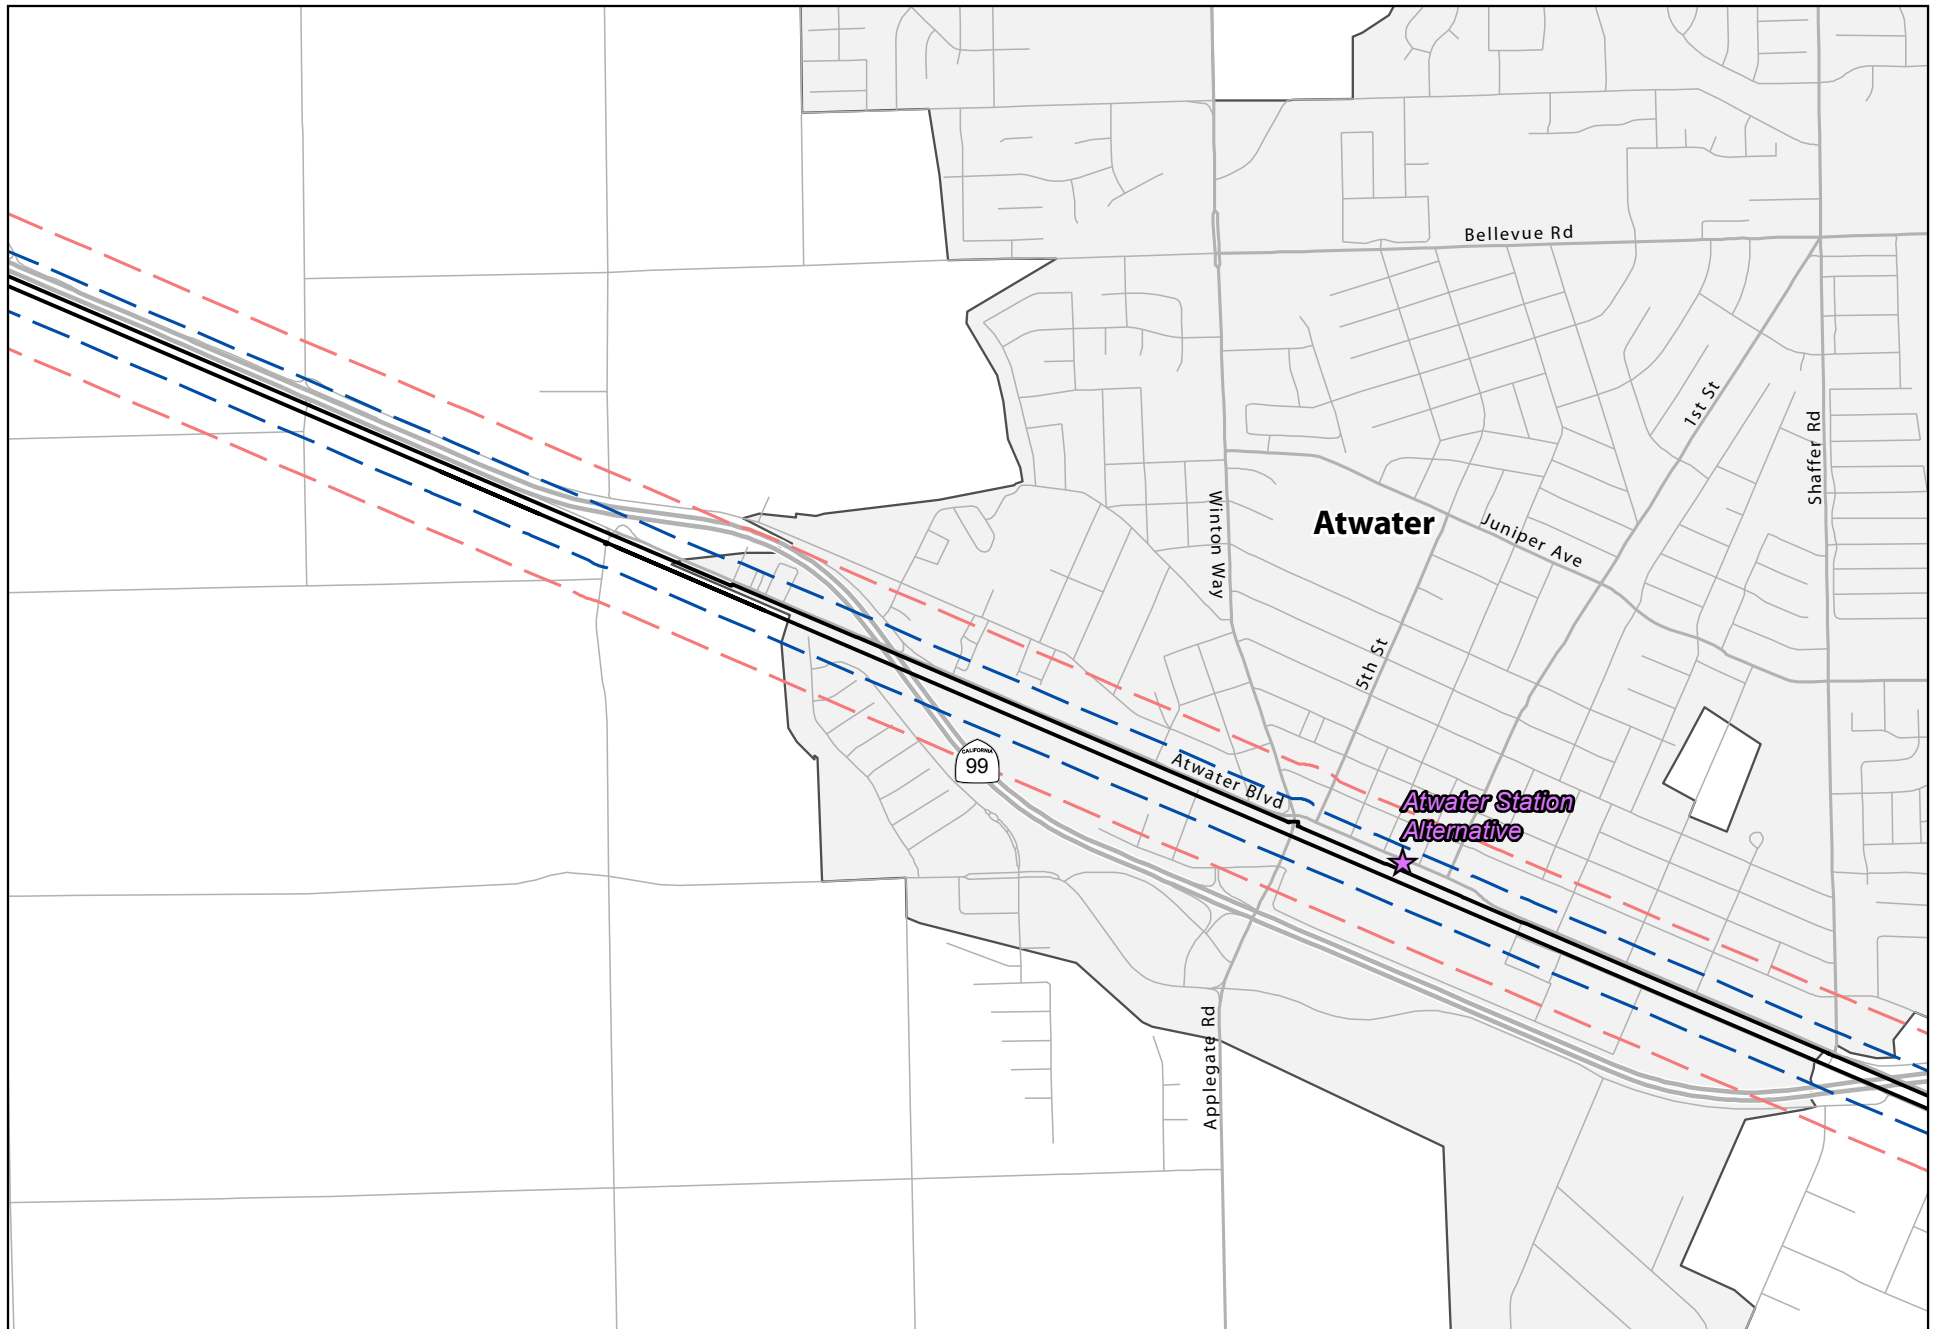 Bellevue Rd
1st St
Shaffer Rd
Winton Way
Atwater
Juniper Ave
5th St
CALIFORNIA
99
Atwater Blvd
Atwater Station
Alternative
Applegate Rd